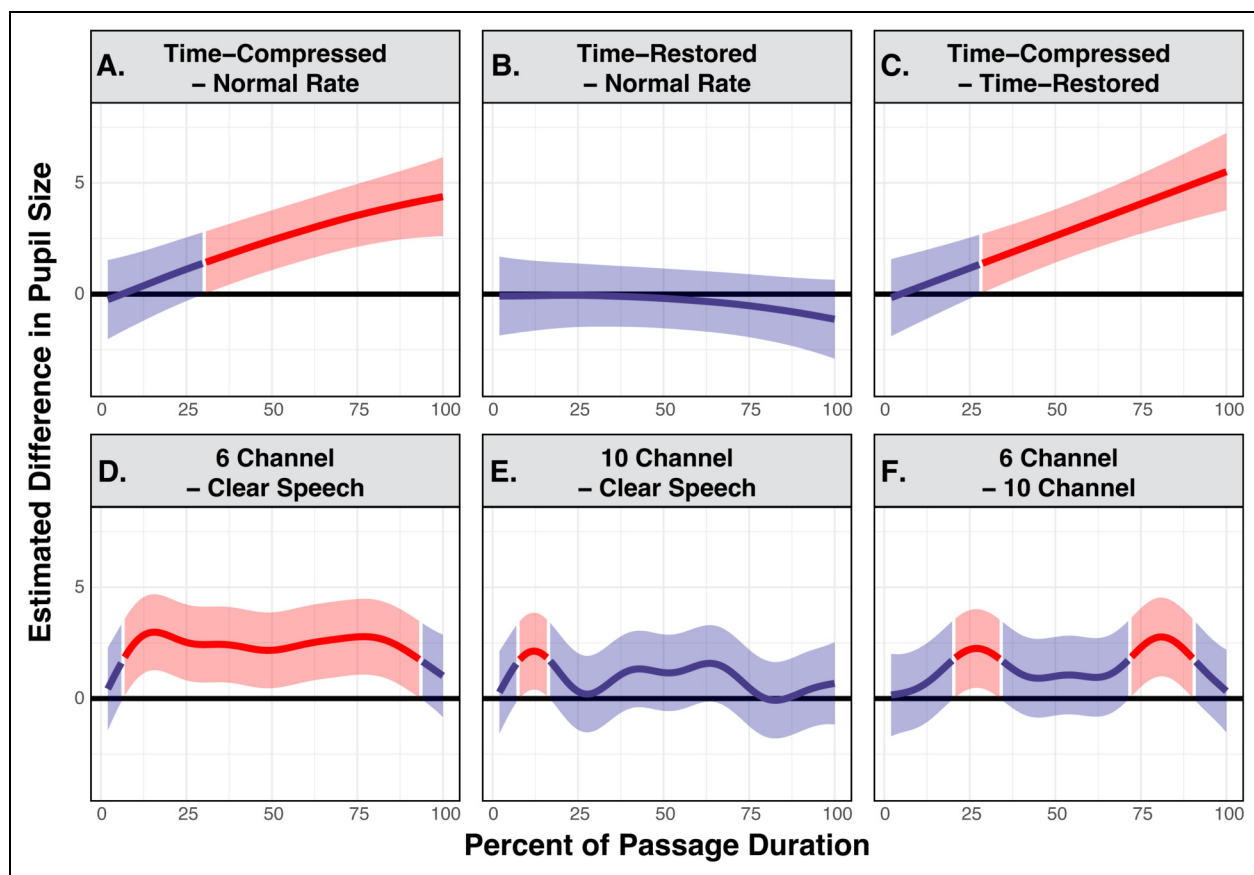 A. Time–Compressed
– Normal Rate
B. Time–Restored
– Normal Rate
C. Time–Compressed
– Time–Restored
Estimated Difference in Pupil Size
5
0
0 25 50 75 100
0 25 50 75 100
0 25 50 75 100
D. 6 Channel
– Clear Speech
E. 10 Channel
– Clear Speech
F. 6 Channel
– 10 Channel
5
0
0 25 50 75 100
0 25 50 75 100
0 25 50 75 100
Percent of Passage Duration